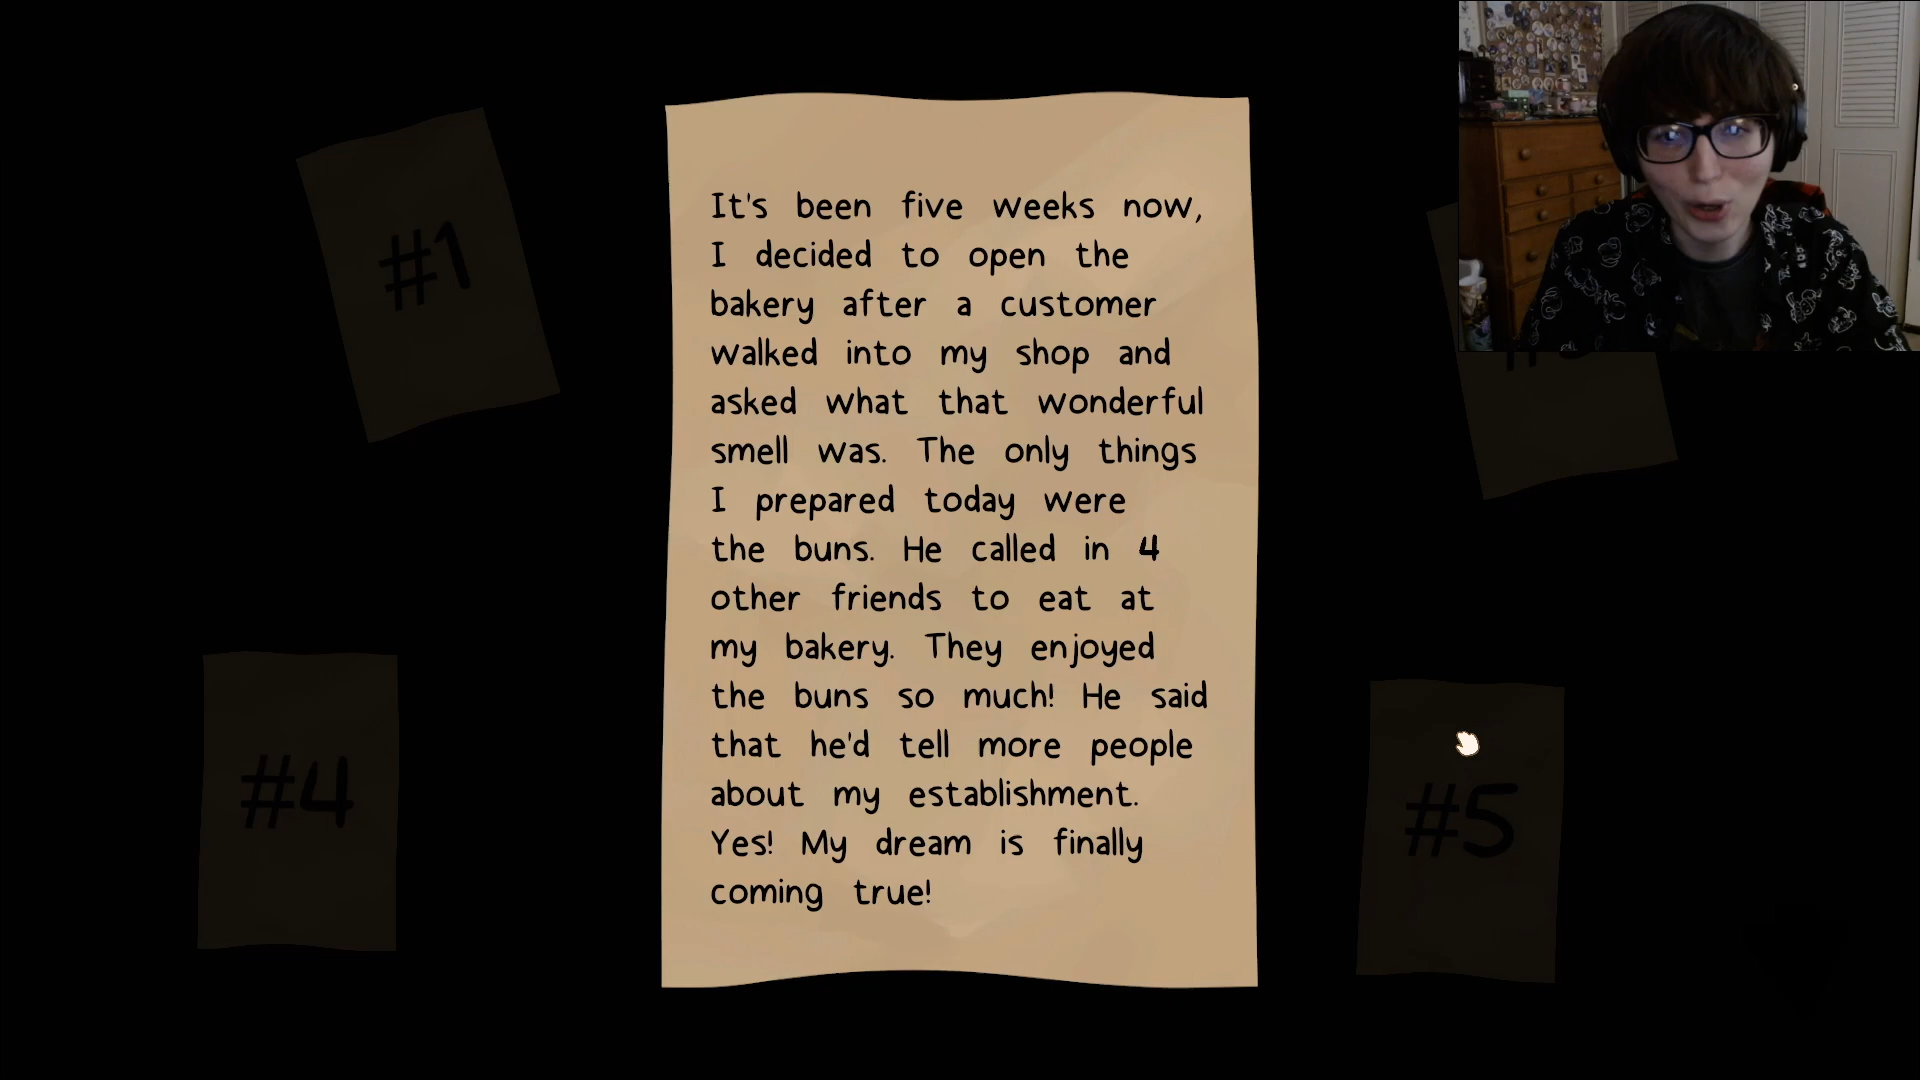 #1
It's been five weeks now,
I decided to open the
bakery after a customer
walked into my shop and
asked what that wonderful
smell was. The only things
I prepared today were
the buns. He called in 4
other friends to eat at
my bakery. They enjoyed
the buns so much! He said
that he'd tell more people
about my establishment.
Yes! My dream is finally
coming true!
#4
#5